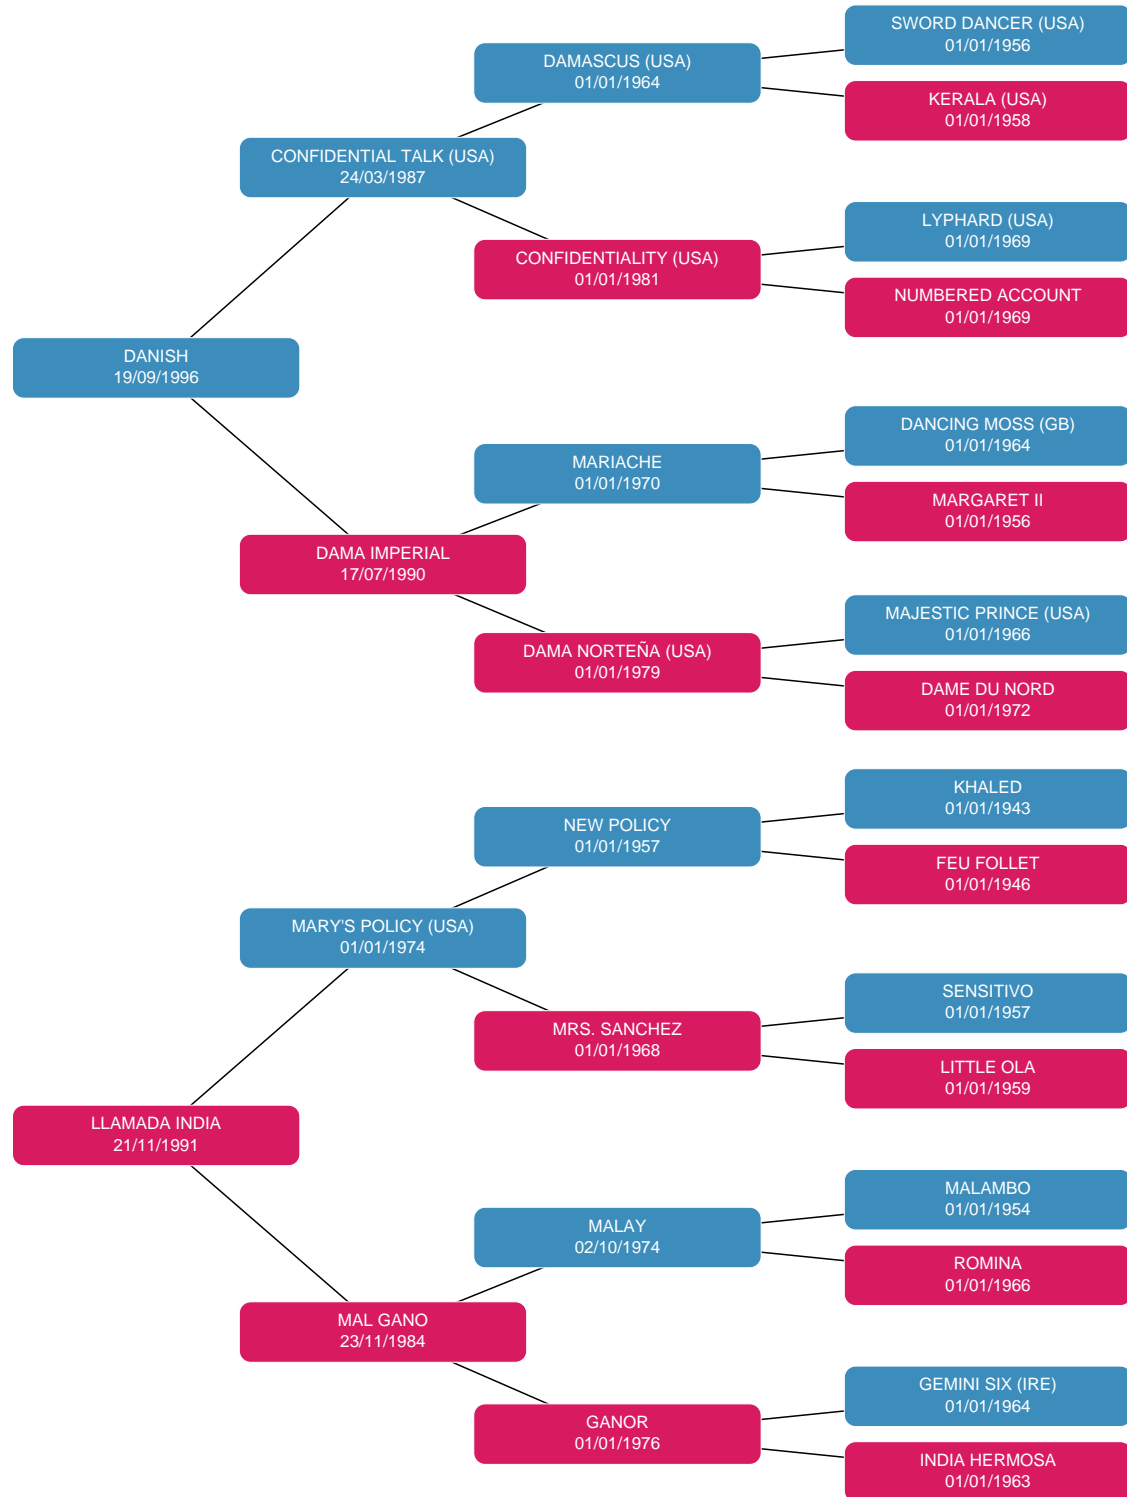 SWORD DANCER (USA)
01/01/1956
DAMASCUS (USA)
01/01/1964
KERALA (USA)
01/01/1958
CONFIDENTIAL TALK (USA)
24/03/1987
LYPHARD (USA)
01/01/1969
CONFIDENTIALITY (USA)
01/01/1981
NUMBERED ACCOUNT
01/01/1969
DANISH
19/09/1996
DANCING MOSS (GB)
01/01/1964
MARIACHE
01/01/1970
MARGARET II
01/01/1956
DAMA IMPERIAL
17/07/1990
MAJESTIC PRINCE (USA)
01/01/1966
DAMA NORTEÑA (USA)
01/01/1979
DAME DU NORD
01/01/1972
KHALED
01/01/1943
NEW POLICY
01/01/1957
FEU FOLLET
01/01/1946
MARY'S POLICY (USA)
01/01/1974
SENSITIVO
01/01/1957
MRS. SANCHEZ
01/01/1968
LITTLE OLA
01/01/1959
LLAMADA INDIA
21/11/1991
MALAMBO
01/01/1954
MALAY
02/10/1974
ROMINA
01/01/1966
MAL GANO
23/11/1984
GEMINI SIX (IRE)
01/01/1964
GANOR
01/01/1976
INDIA HERMOSA
01/01/1963